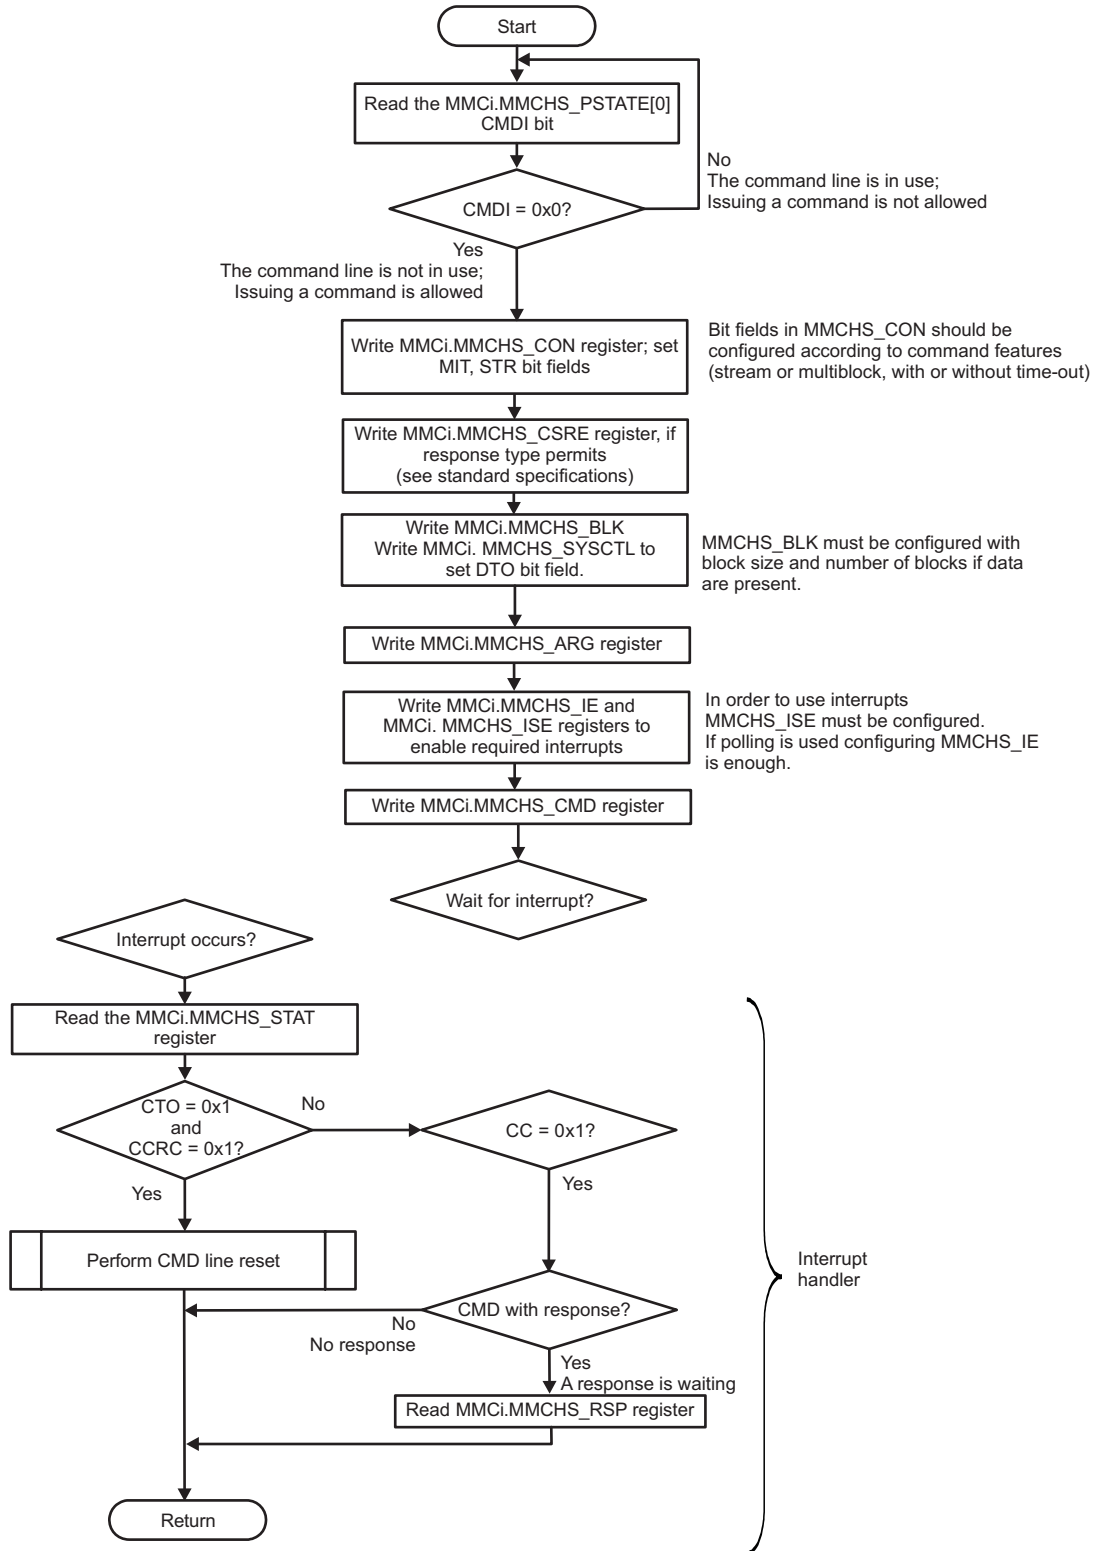 Start
Read the MMCi.MMCHS_PSTATE[0]
CMDI bit
No
The command line is in use;
Issuing a command is not allowed
CMDI = 0x0?
Yes
The command line is not in use;
Issuing a command is allowed
Write MMCi.MMCHS_CON register; set
MIT, STR bit fields
Bit fields in MMCHS_CON should be
configured according to command features
(stream or multiblock, with or without time-out)
Write MMCi.MMCHS_CSRE register, if
response type permits
(see standard specifications)
Write MMCi.MMCHS_BLK
Write MMCi. MMCHS_SYSCTL to
set DTO bit field.
MMCHS_BLK must be configured with
block size and number of blocks if data
are present.
Write MMCi.MMCHS_ARG register
Write MMCi.MMCHS_IE and
MMCi. MMCHS_ISE registers to
enable required interrupts
In order to use interrupts
MMCHS_ISE must be configured.
If polling is used configuring MMCHS_IE
is enough.
Write MMCi.MMCHS_CMD register
Wait for interrupt?
Interrupt occurs?
Read the MMCi.MMCHS_STAT
register
CTO = 0x1
and
CCRC = 0x1?
No
CC = 0x1?
Yes
Yes
Perform CMD line reset
CMD with response?
No
No response
Yes
A response is waiting
Read MMCi.MMCHS_RSP register
Return
Interrupt
handler